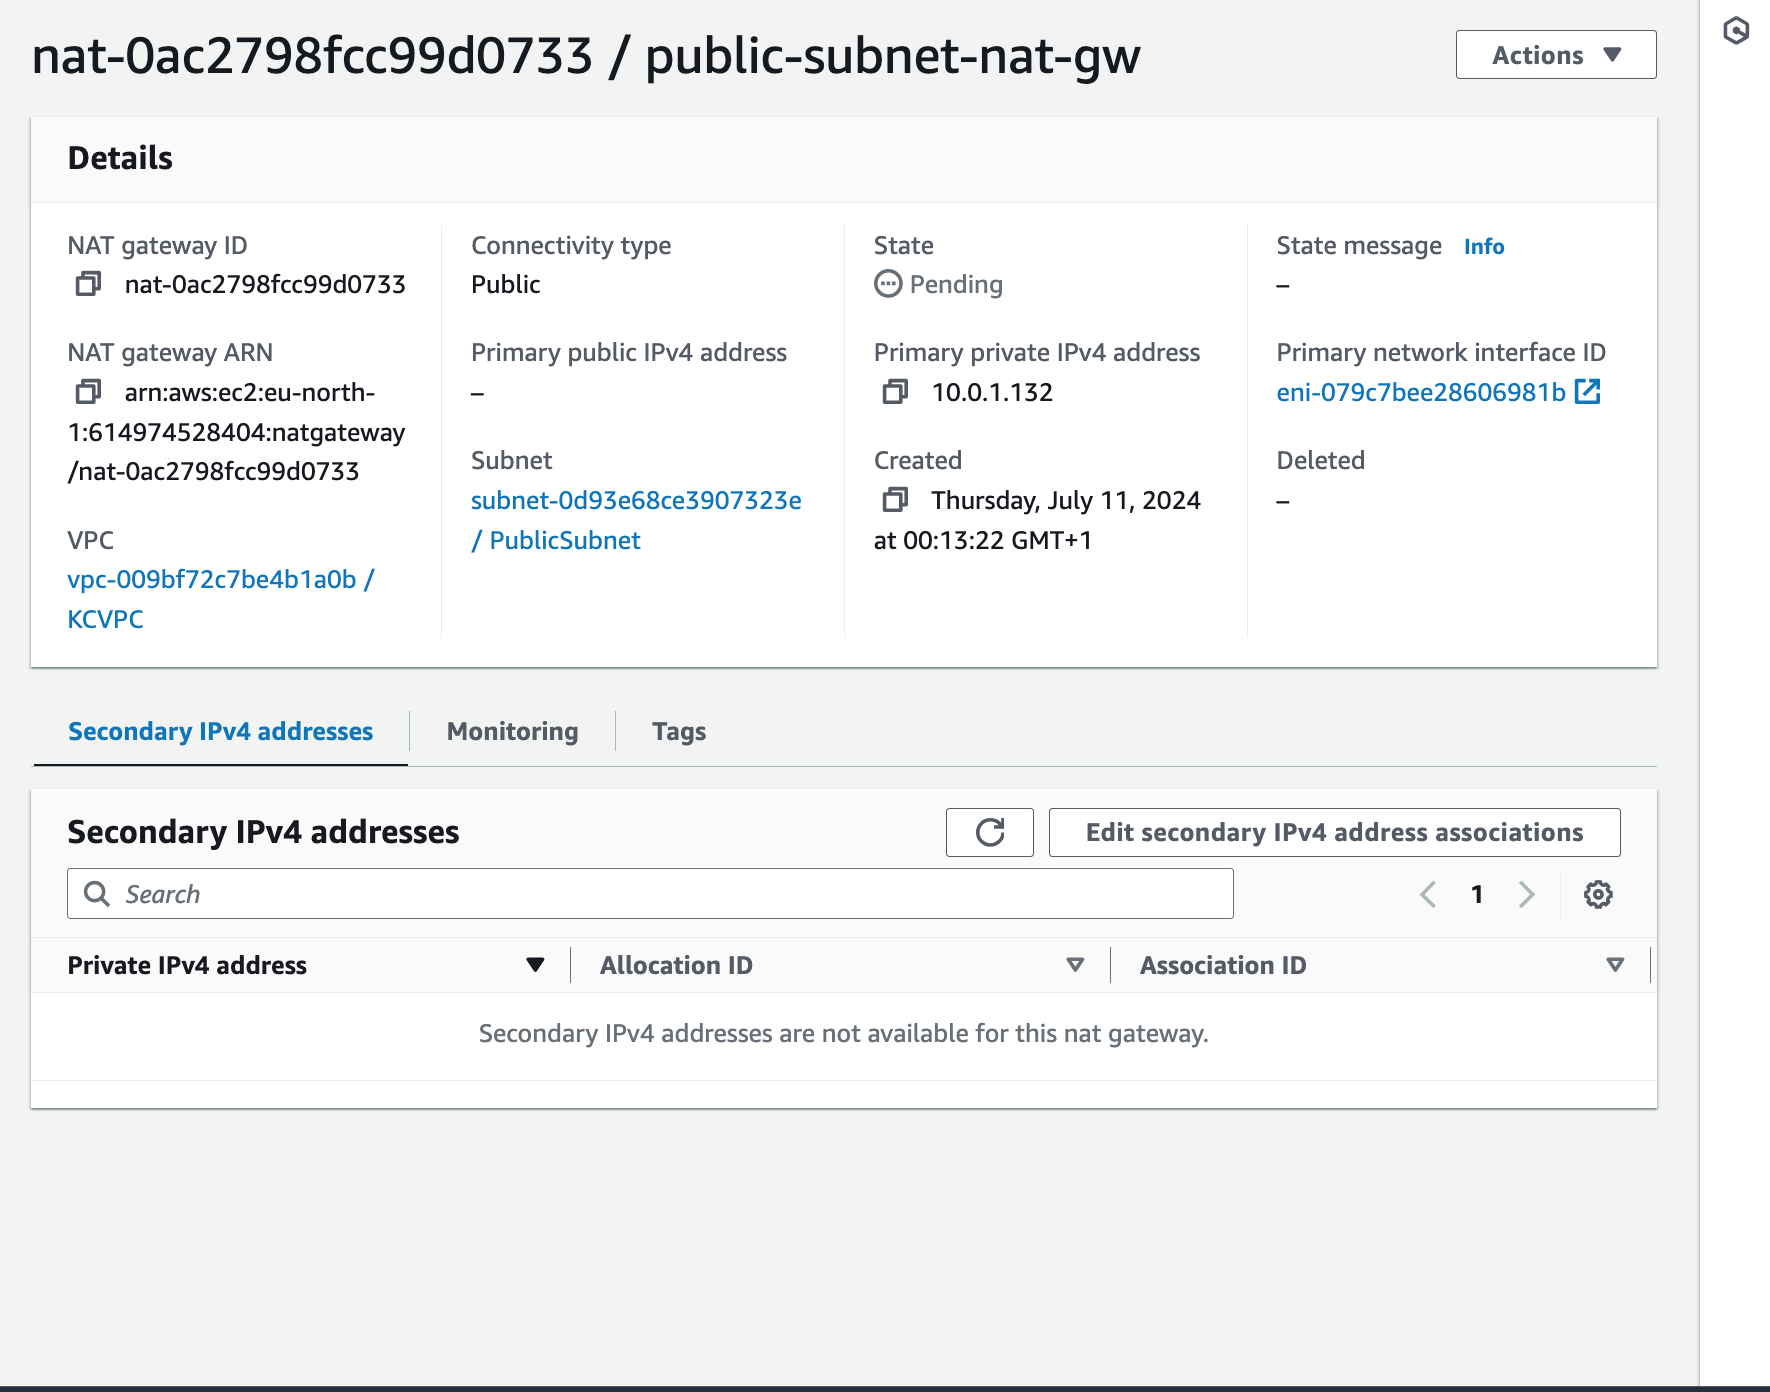 nat-0ac2798fcc99d0733 / public-subnet-nat-gw
Actions
Details
NAT gateway ID
nat-0ac2798fcc99d0733
NAT gateway ARN
arn:aws:ec2:eu-north-
1:614974528404:natgateway
/nat-0ac2798fcc99d0733
VPC
vpc-009bf72c7be4b1a0b /
KCVPC
Connectivity type
Public
Primary public IPv4 address
–
Subnet
subnet-0d93e68ce3907323e
/ PublicSubnet
State
Pending
Primary private IPv4 address
10.0.1.132
Created
Thursday, July 11, 2024
at 00:13:22 GMT+1
State message Info
–
Primary network interface ID
eni-079c7bee28606981b
Deleted
–
Secondary IPv4 addresses
Monitoring
Tags
Secondary IPv4 addresses
Edit secondary IPv4 address associations
Search
1
Private IPv4 address
Allocation ID
Association ID
Secondary IPv4 addresses are not available for this nat gateway.